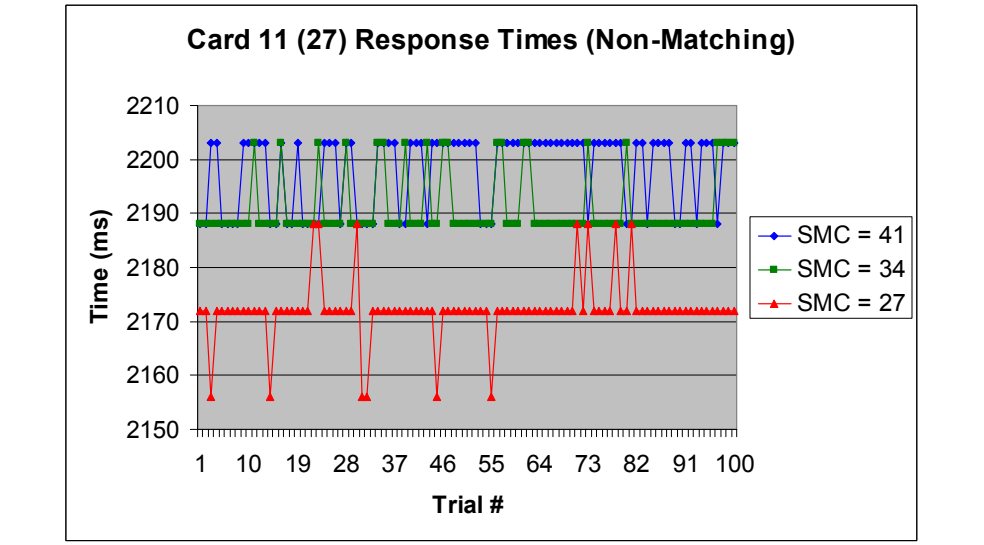 Card 11 (27) Response Times (Non-Matching)
2210
2200
2190
2180
2170
2160
2150
Time (ms)
1 10 19 28 37 46 55 64 73 82 91 100
Trial #
SMC = 41
SMC = 34
SMC = 27